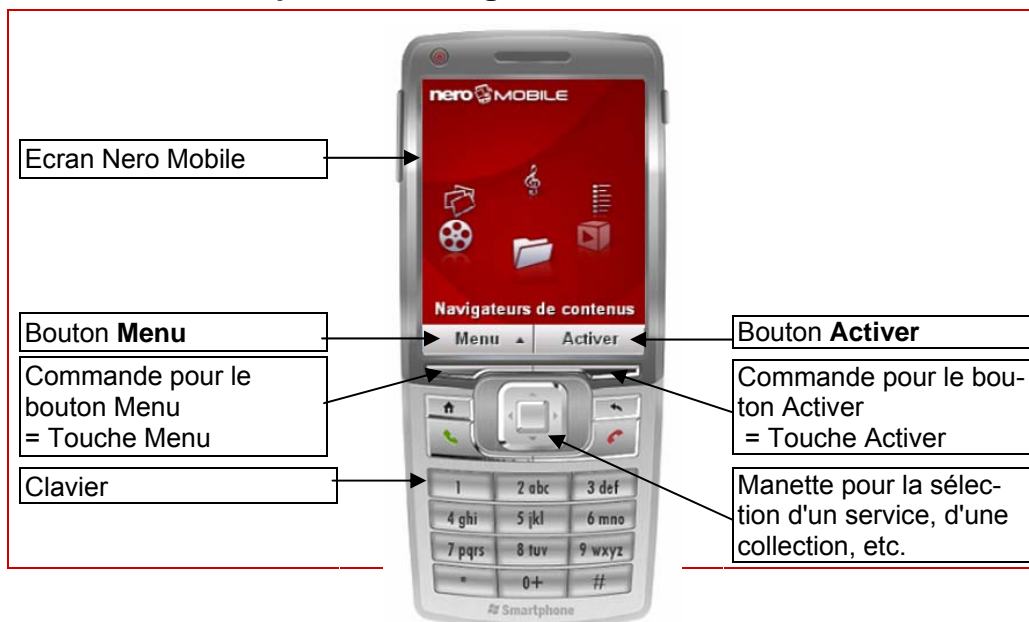 nero MOBILE
Ecran Nero Mobile
Navigateurs de contenus
Bouton Menu
Menu
Activer
Bouton Activer
Commande pour le
bouton Menu
= Touche Menu
Commande pour le bou-
ton Activer
= Touche Activer
Clavier
Manette pour la sélec-
tion d'un service, d'une
collection, etc.
1
2 abc
3 def
4 ghi
5 jkl
6 mno
7 pqrs
8 tuv
9 wxyz
*
0+
#
Smartphone